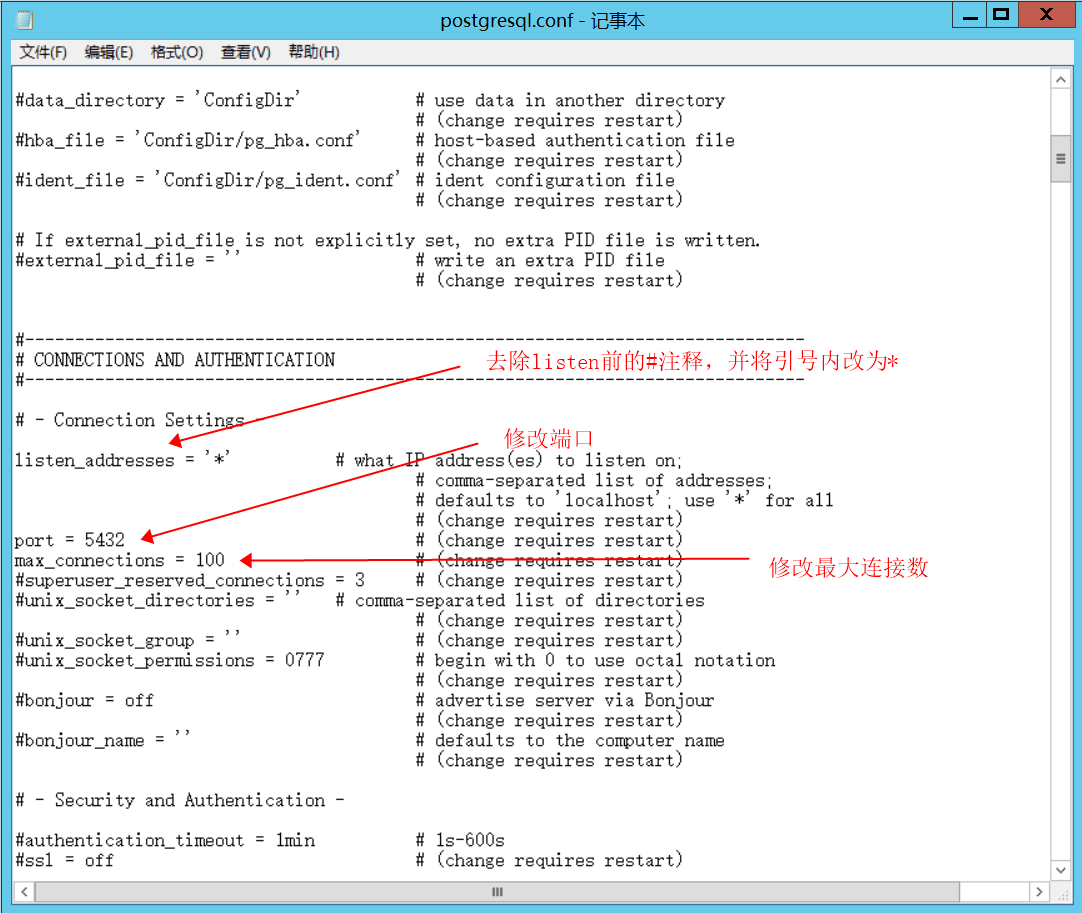 postgresql.conf - 记事本
文件(F) 编辑(E) 格式(O) 查看(V) 帮助(H)
#data_directory = 'ConfigDir' # use data in another directory
# (change requires restart)
#hba_file = 'ConfigDir/pg_hba.conf' # host-based authentication file
# (change requires restart)
#ident_file = 'ConfigDir/pg_ident.conf' # ident configuration file
# (change requires restart)
# If external_pid_file is not explicitly set, no extra PID file is written.
#external_pid_file = '' # write an extra PID file
# (change requires restart)
#------------------------------------------------------------------------------
# CONNECTIONS AND AUTHENTICATION 去除listen前的#注释，并将引号内改为*
#------------------------------------------------------------------------------
# - Connection Settings -
修改端口
listen_addresses = '*' # what IP address(es) to listen on;
# comma-separated list of addresses;
# defaults to 'localhost'; use '*' for all
# (change requires restart)
port = 5432 # (change requires restart)
max_connections = 100 # (change requires restart)
修改最大连接数
#superuser_reserved_connections = 3 # (change requires restart)
#unix_socket_directories = '' # comma-separated list of directories
# (change requires restart)
#unix_socket_group = '' # (change requires restart)
#unix_socket_permissions = 0777 # begin with 0 to use octal notation
# (change requires restart)
#bonjour = off # advertise server via Bonjour
# (change requires restart)
#bonjour_name = '' # defaults to the computer name
# (change requires restart)
# - Security and Authentication -
#authentication_timeout = 1min # 1s-600s
#ssl = off # (change requires restart)